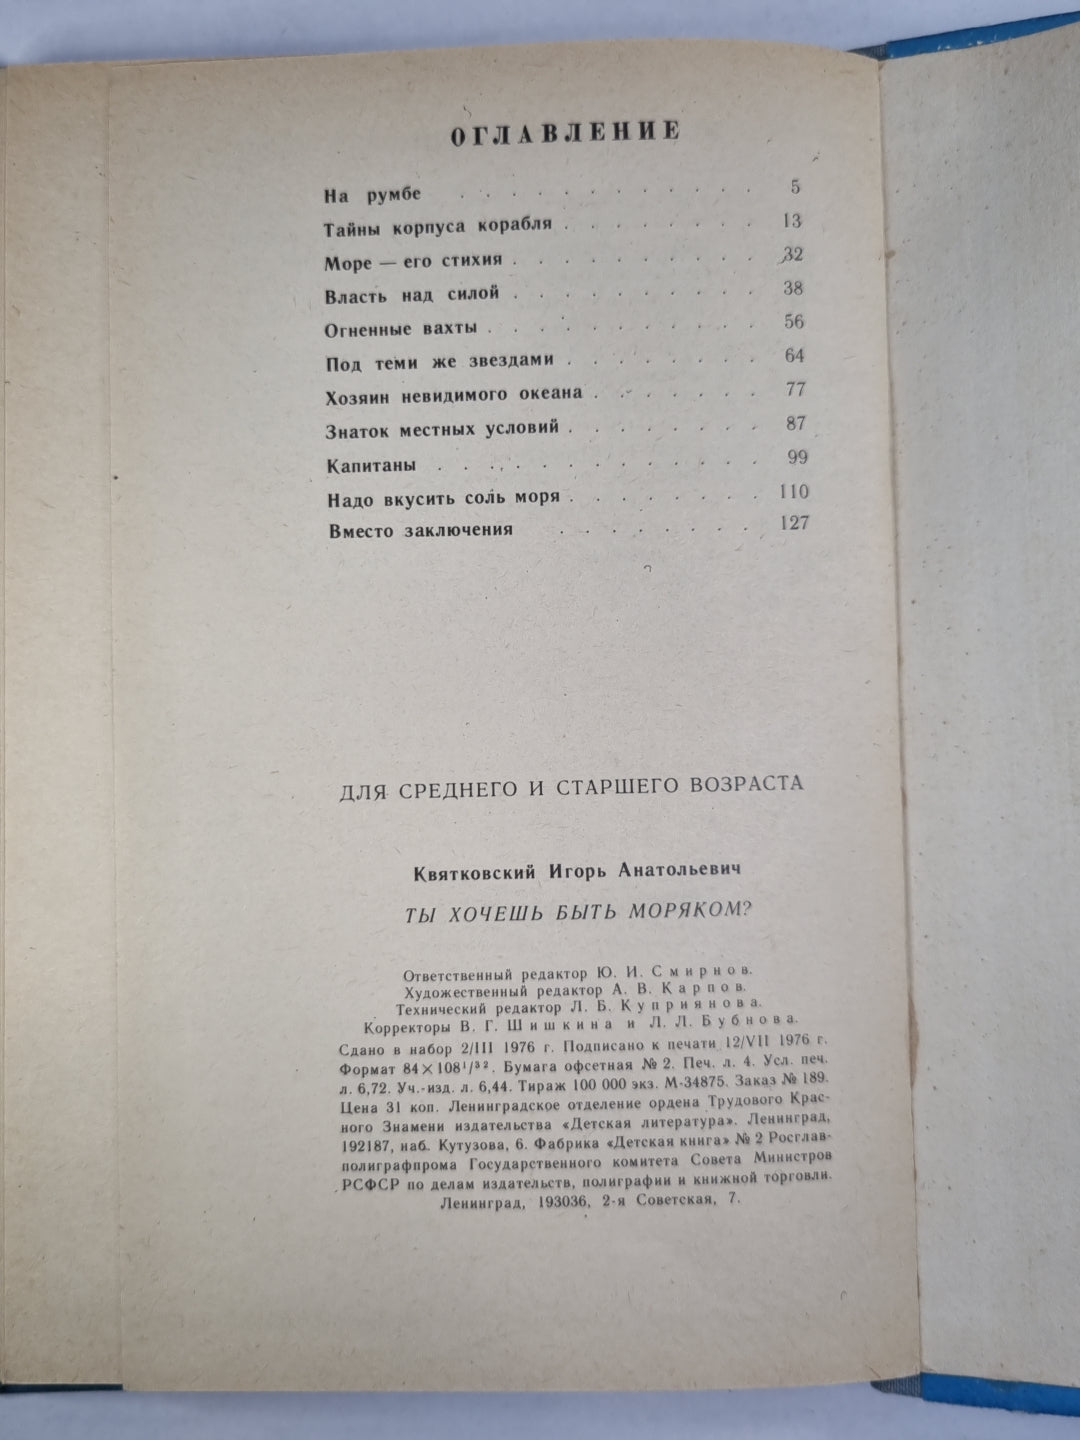 ОГЛАВЛЕНИЕ
На румбе . . . . . . . . . . . . 5
Тайны корпуса корабля . . . . . . . . 13
Море — его стихия . . . . . . . . . . 32
Власть над силой . . . . . . . . . . 38
Огненные вахты . . . . . . . . . . . 56
Под теми же звездами . . . . . . . . 64
Хозяин невидимого океана . . . . . . . 77
Знаток местных условий . . . . . . . . 87
Капитаны . . . . . . . . . . . . . 99
Надо вкусить соль моря . . . . . . . . 110
Вместо заключения . . . . . . . . 127
ДЛЯ СРЕДНЕГО И СТАРШЕГО ВОЗРАСТА
Квятковский Игорь Анатольевич
ТЫ ХОЧЕШЬ БЫТЬ МОРЯКОМ?
Ответственный редактор Ю. И. Смирнов.
Художественный редактор А. В. Карпов.
Технический редактор Л. Б. Куприянова.
Корректоры В. Г. Шишкина и Л. Л. Бубнова.
Сдано в набор 2/III 1976 г. Подписано к печати 12/VII 1976 г.
Формат 84×108¹/³². Бумага офсетная № 2. Печ. л. 4. Усл. печ.
л. 6,72. Уч.-изд. л. 6,44. Тираж 100 000 экз. М-34875. Заказ № 189.
Цена 31 коп. Ленинградское отделение ордена Трудового Крас-
ного Знамени издательства «Детская литература». Ленинград,
192187, наб. Кутузова, 6. Фабрика «Детская книга» № 2 Росглав-
полиграфпрома Государственного комитета Совета Министров
РСФСР по делам издательств, полиграфии и книжной торговли.
Ленинград, 193036, 2-я Советская, 7.